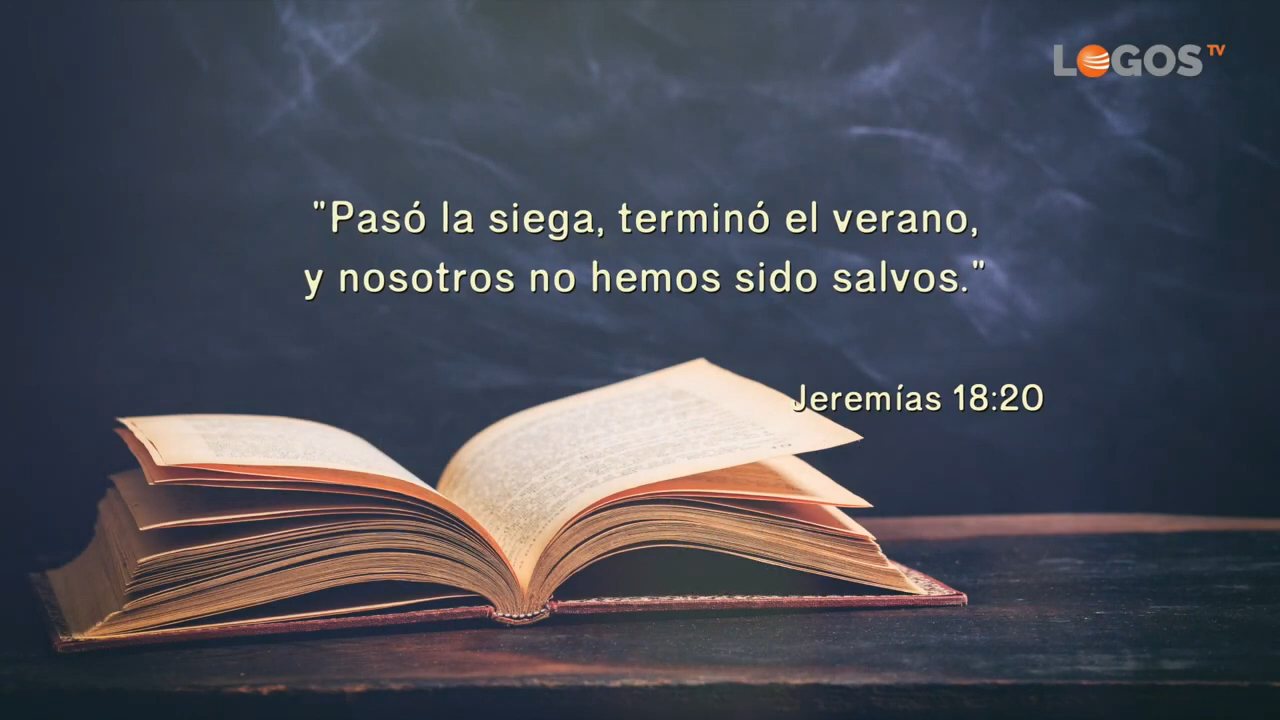 LOGOS TV
"Pasó la siega, terminó el verano,
y nosotros no hemos sido salvos."
Jeremías 18:20